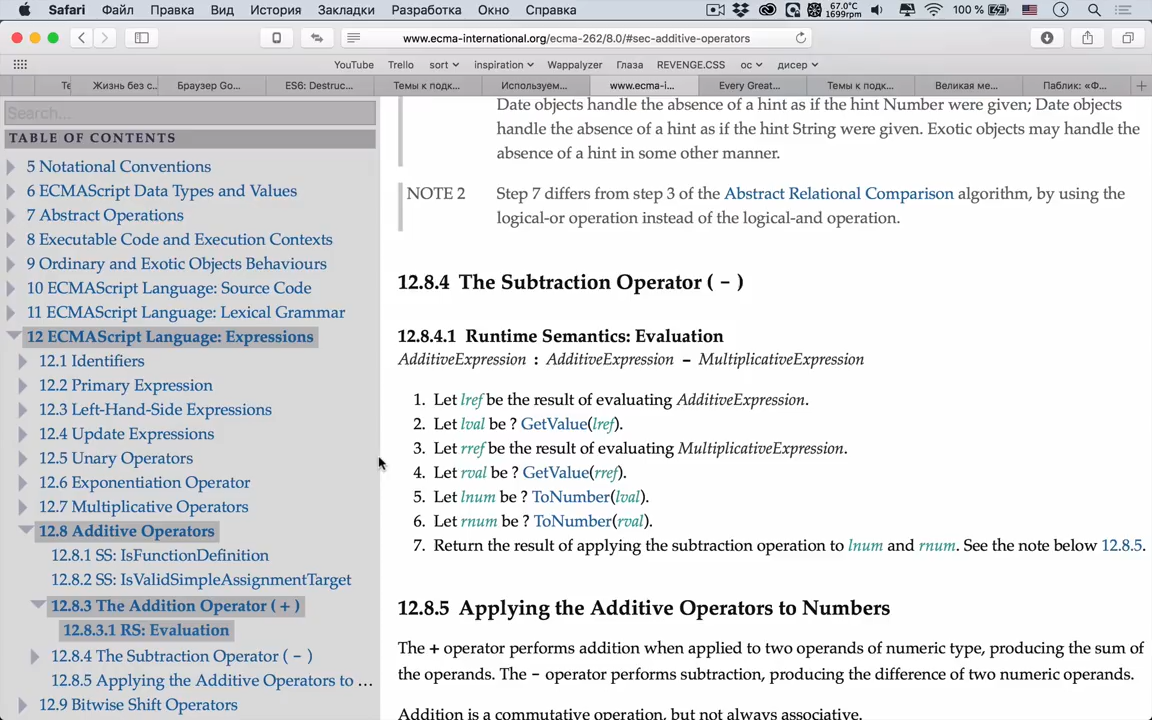 Safari Файл Правка Вид История Закладки Разработка Окно Справка 67.0°C 1699rpm 100 %
www.ecma-international.org/ecma-262/8.0/#sec-additive-operators
YouTube Trello sort inspiration Wappalyzer Глаза REVENGE.CSS ос дисер
Те Жизнь без с... Браузер Go... ES6: Destruc... Темы к подк... Используем... www.ecma-i... Every Great... Темы к подк... Великая ме... Паблик: «Ф...
Search...
TABLE OF CONTENTS
5 Notational Conventions
6 ECMAScript Data Types and Values
7 Abstract Operations
8 Executable Code and Execution Contexts
9 Ordinary and Exotic Objects Behaviours
10 ECMAScript Language: Source Code
11 ECMAScript Language: Lexical Grammar
12 ECMAScript Language: Expressions
12.1 Identifiers
12.2 Primary Expression
12.3 Left-Hand-Side Expressions
12.4 Update Expressions
12.5 Unary Operators
12.6 Exponentiation Operator
12.7 Multiplicative Operators
12.8 Additive Operators
12.8.1 SS: IsFunctionDefinition
12.8.2 SS: IsValidSimpleAssignmentTarget
12.8.3 The Addition Operator ( + )
12.8.3.1 RS: Evaluation
12.8.4 The Subtraction Operator ( - )
12.8.5 Applying the Additive Operators to ...
12.9 Bitwise Shift Operators
Date objects handle the absence of a hint as if the hint Number were given; Date objects
handle the absence of a hint as if the hint String were given. Exotic objects may handle the
absence of a hint in some other manner.
NOTE 2 Step 7 differs from step 3 of the Abstract Relational Comparison algorithm, by using the
logical-or operation instead of the logical-and operation.
12.8.4 The Subtraction Operator ( - )
12.8.4.1 Runtime Semantics: Evaluation
AdditiveExpression : AdditiveExpression - MultiplicativeExpression
1. Let lref be the result of evaluating AdditiveExpression.
2. Let lval be ? GetValue(lref).
3. Let rref be the result of evaluating MultiplicativeExpression.
4. Let rval be ? GetValue(rref).
5. Let lnum be ? ToNumber(lval).
6. Let rnum be ? ToNumber(rval).
7. Return the result of applying the subtraction operation to lnum and rnum. See the note below 12.8.5.
12.8.5 Applying the Additive Operators to Numbers
The + operator performs addition when applied to two operands of numeric type, producing the sum of
the operands. The - operator performs subtraction, producing the difference of two numeric operands.
Addition is a commutative operation, but not always associative.